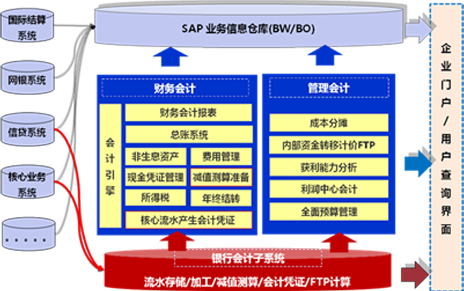 国际结算
系统
网银系统
信贷系统
核心业务
系统
......
SAP 业务信息仓库(BW/BO)
财务会计
会计引擎
财务会计报表
总账系统
非生息资产
费用管理
现金凭证管理
减值测算准备
所得税
年终结转
核心流水产生会计凭证
管理会计
成本分摊
内部资金转移计价FTP
获利能力分析
利润中心会计
全面预算管理
银行会计子系统
流水存储/加工/减值测算/会计凭证/FTP计算
企业门户/用户查询界面